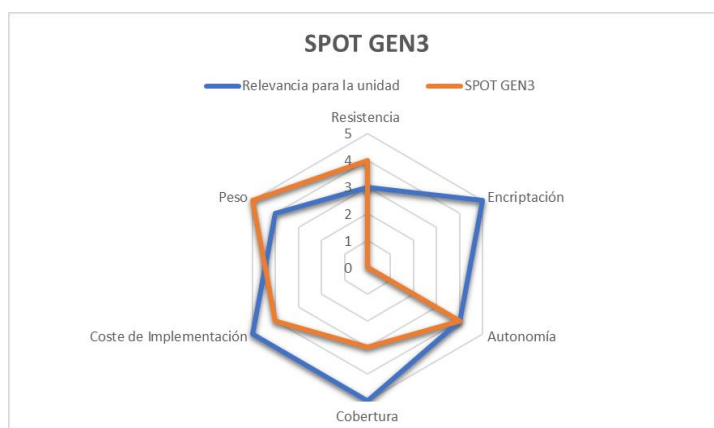 SPOT GEN3
Relevancia para la unidad
SPOT GEN3
Resistencia
5
4
3
2
1
0
Peso
Encriptación
Coste de Implementación
Autonomía
Cobertura